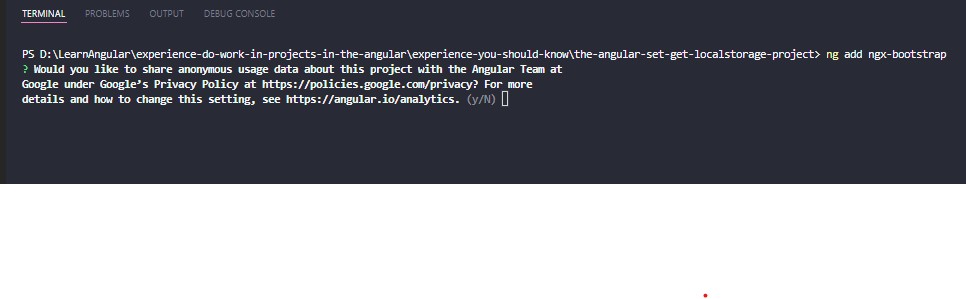 TERMINAL PROBLEMS OUTPUT DEBUG CONSOLE
PS D:\LearnAngular\experience-do-work-in-projects-in-the-angular\experience-you-should-know\the-angular-set-get-localstorage-project> ng add ngx-bootstrap
? Would you like to share anonymous usage data about this project with the Angular Team at
Google under Google’s Privacy Policy at https://policies.google.com/privacy? For more
details and how to change this setting, see https://angular.io/analytics. (y/N)